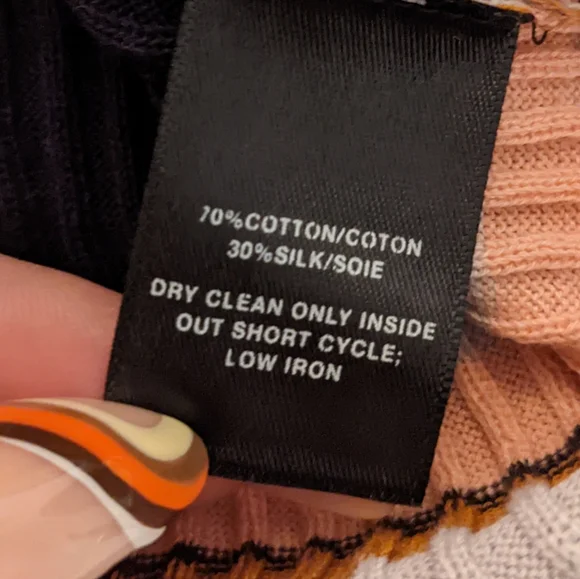 70%COTTON/COTON
30%SILK/SOIE
DRY CLEAN ONLY INSIDE
OUT SHORT CYCLE;
LOW IRON